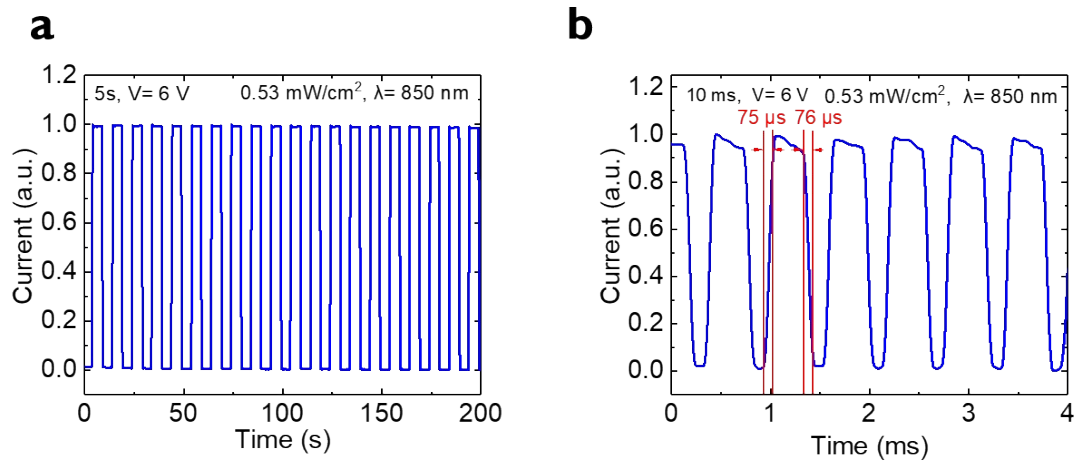 a
5s, V= 6 V 0.53 mW/cm², λ= 850 nm
1.2
1.0
0.8
0.6
0.4
0.2
0.0
Current (a.u.)
0 50 100 150 200
Time (s)
b
10 ms, V= 6 V 0.53 mW/cm², λ= 850 nm
75 µs 76 µs
1.2
1.0
0.8
0.6
0.4
0.2
0.0
Current (a.u.)
0 1 2 3 4
Time (ms)